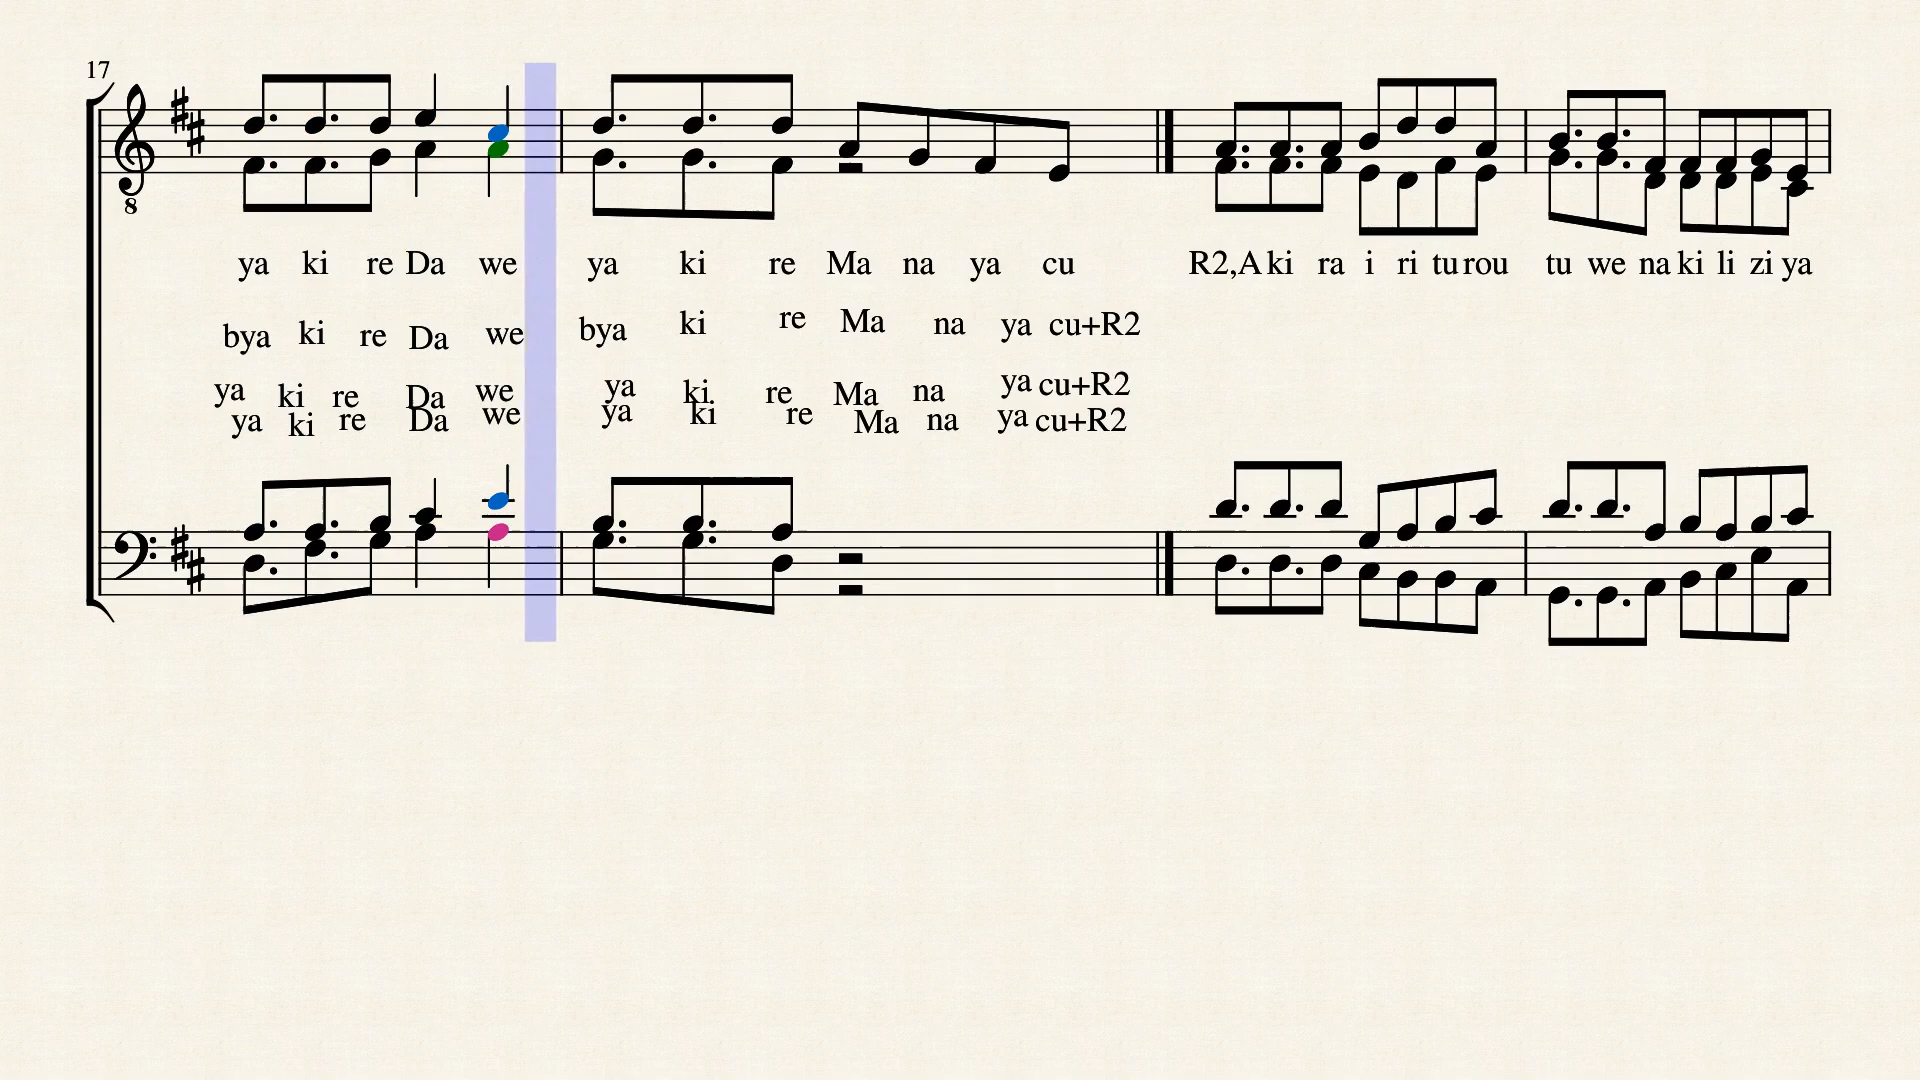 17
8
ya ki re Da we ya ki re Ma na ya cu R2,A ki ra i ri tu rou tu we na ki li zi ya
bya ki re Da we bya ki re Ma na ya cu+R2
ya ki re Da we ya ki re Ma na ya cu+R2
ya ki re Da we ya ki re Ma na ya cu+R2